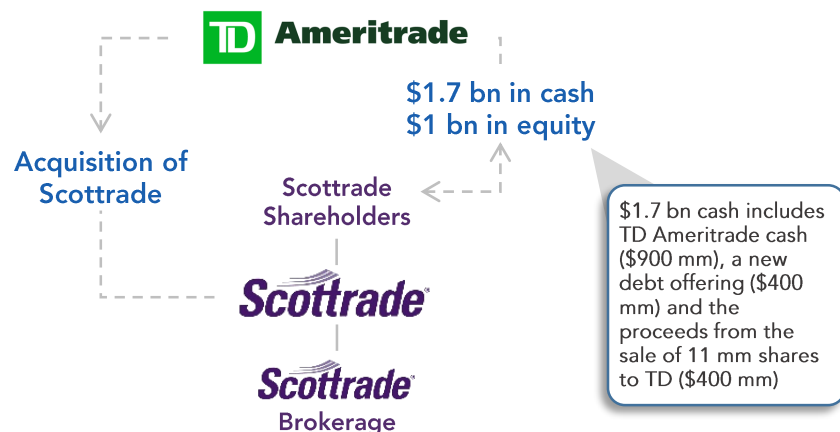 TD Ameritrade
$1.7 bn in cash
$1 bn in equity
Acquisition of
Scottrade
Scottrade
Shareholders
$1.7 bn cash includes
TD Ameritrade cash
($900 mm), a new
debt offering ($400
mm) and the
proceeds from the
sale of 11 mm shares
to TD ($400 mm)
Scottrade®
Scottrade®
Brokerage